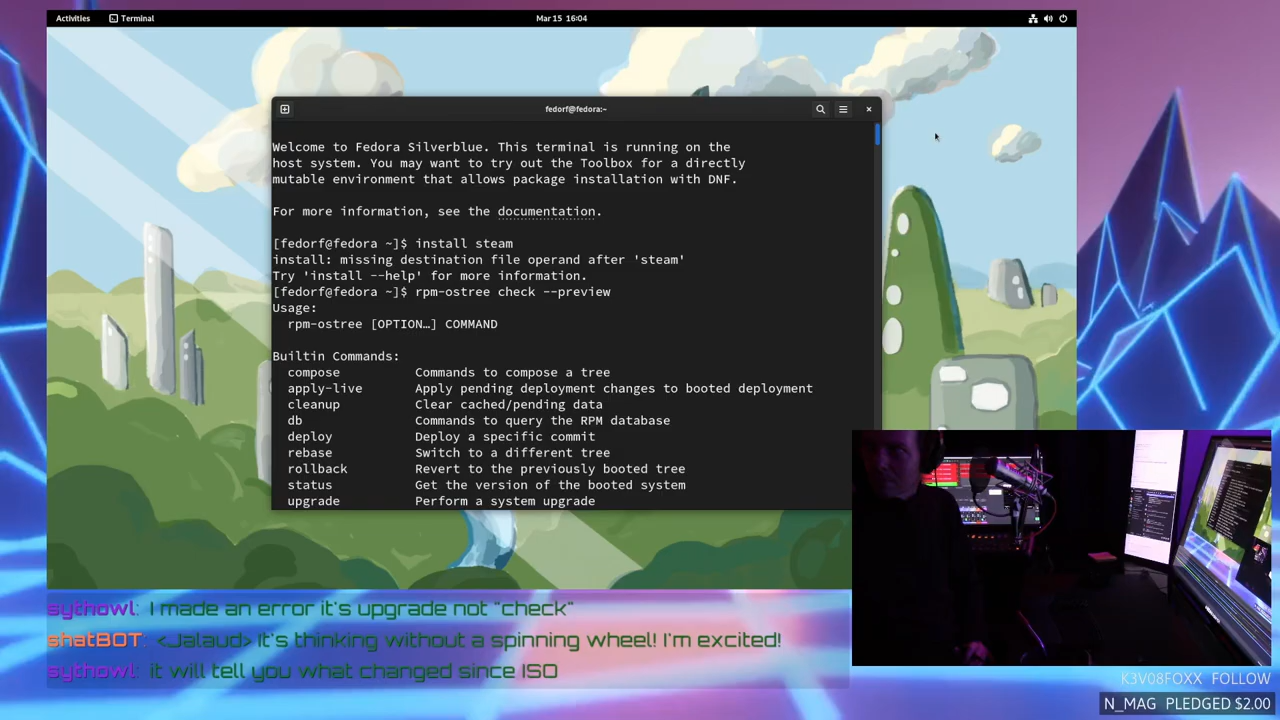 Activities
Terminal
Mar 15 16:04
fedorf@fedora:~
Welcome to Fedora Silverblue. This terminal is running on the
host system. You may want to try out the Toolbox for a directly
mutable environment that allows package installation with DNF.
For more information, see the documentation.
[fedorf@fedora ~]$ install steam
install: missing destination file operand after 'steam'
Try 'install --help' for more information.
[fedorf@fedora ~]$ rpm-ostree check --preview
Usage:
rpm-ostree [OPTION…] COMMAND
Builtin Commands:
compose Commands to compose a tree
apply-live Apply pending deployment changes to booted deployment
cleanup Clear cached/pending data
db Commands to query the RPM database
deploy Deploy a specific commit
rebase Switch to a different tree
rollback Revert to the previously booted tree
status Get the version of the booted system
upgrade Perform a system upgrade
sythowl: I made an error it's upgrade not "check"
shatBOT: <Jalaud> It's thinking without a spinning wheel! I'm excited!
sythowl: it will tell you what changed since ISO
K3V08FOXX FOLLOW
N_MAG PLEDGED $2.00